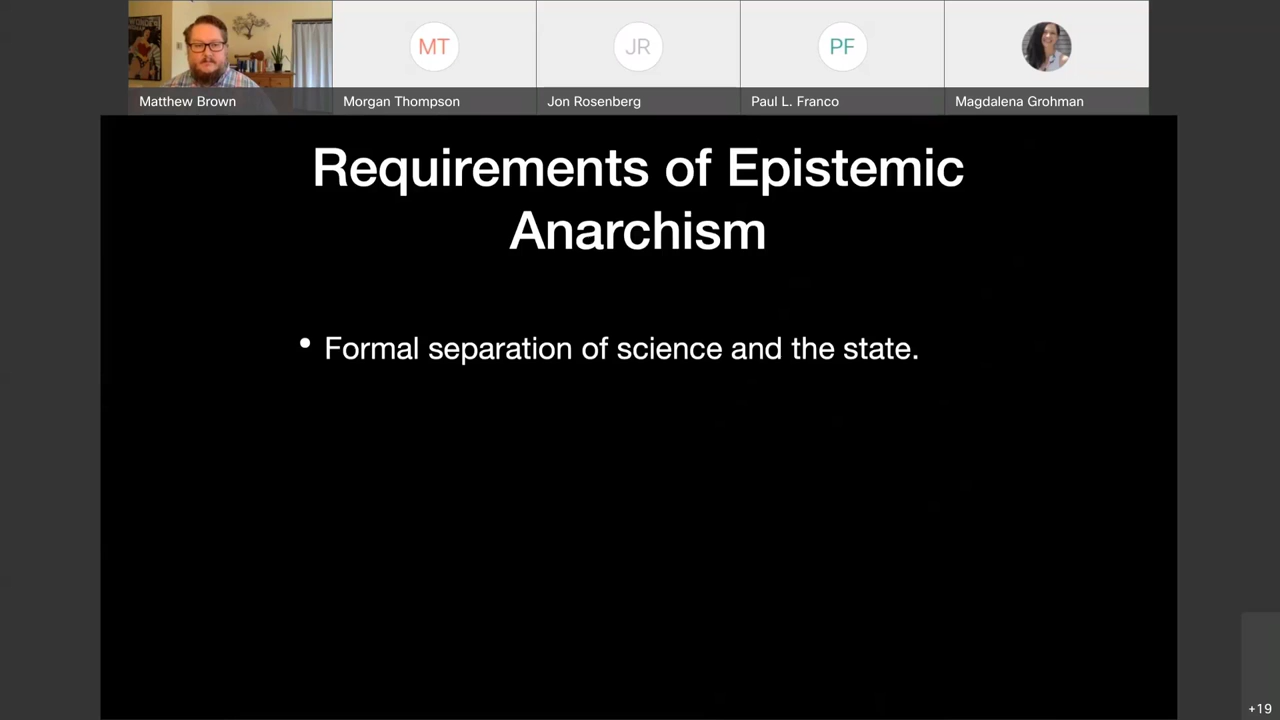 MT
JR
PF
Matthew Brown
Morgan Thompson
Jon Rosenberg
Paul L. Franco
Magdalena Grohman
Requirements of Epistemic
Anarchism
• Formal separation of science and the state.
+19